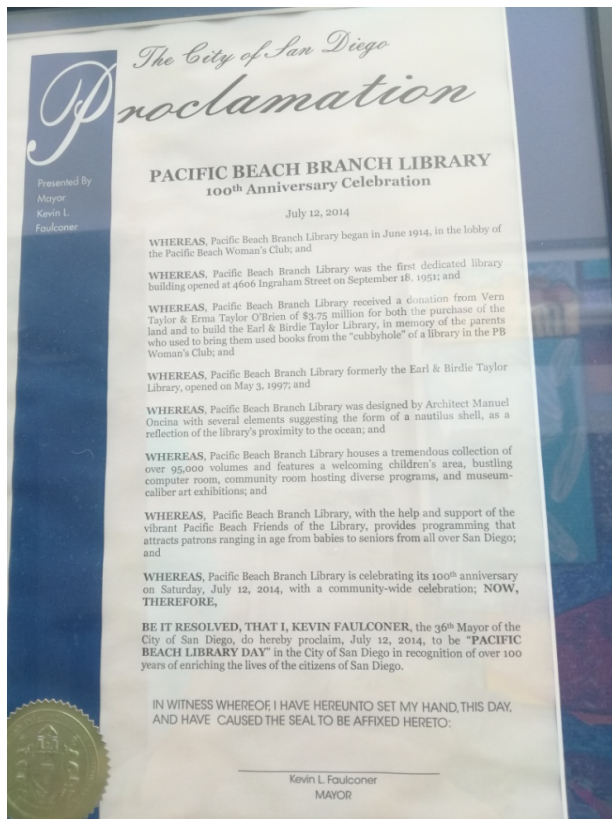 The City of San Diego
Proclamation
Presented By
Mayor
Kevin L.
Faulconer
PACIFIC BEACH BRANCH LIBRARY
100th Anniversary Celebration
July 12, 2014
WHEREAS, Pacific Beach Branch Library began in June 1914, in the lobby of
the Pacific Beach Woman's Club; and
WHEREAS, Pacific Beach Branch Library was the first dedicated library
building opened at 4606 Ingraham Street on September 18, 1951; and
WHEREAS, Pacific Beach Branch Library received a donation from Vern
Taylor & Erma Taylor O'Brien of $3.75 million for both the purchase of the
land and to build the Earl & Birdie Taylor Library, in memory of the parents
who used to bring them used books from the "cubbyhole" of a library in the PB
Woman's Club; and
WHEREAS, Pacific Beach Branch Library formerly the Earl & Birdie Taylor
Library, opened on May 3, 1997; and
WHEREAS, Pacific Beach Branch Library was designed by Architect Manuel
Oncina with several elements suggesting the form of a nautilus shell, as a
reflection of the library's proximity to the ocean; and
WHEREAS, Pacific Beach Branch Library houses a tremendous collection of
over 95,000 volumes and features a welcoming children's area, bustling
computer room, community room hosting diverse programs, and museum-
caliber art exhibitions; and
WHEREAS, Pacific Beach Branch Library, with the help and support of the
vibrant Pacific Beach Friends of the Library, provides programming that
attracts patrons ranging in age from babies to seniors from all over San Diego;
and
WHEREAS, Pacific Beach Branch Library is celebrating its 100th anniversary
on Saturday, July 12, 2014, with a community-wide celebration; NOW,
THEREFORE,
BE IT RESOLVED, THAT I, KEVIN FAULCONER, the 36th Mayor of the
City of San Diego, do hereby proclaim, July 12, 2014, to be "PACIFIC
BEACH LIBRARY DAY" in the City of San Diego in recognition of over 100
years of enriching the lives of the citizens of San Diego.
IN WITNESS WHEREOF, I HAVE HEREUNTO SET MY HAND, THIS DAY,
AND HAVE CAUSED THE SEAL TO BE AFFIXED HERETO:
Kevin L. Faulconer
MAYOR